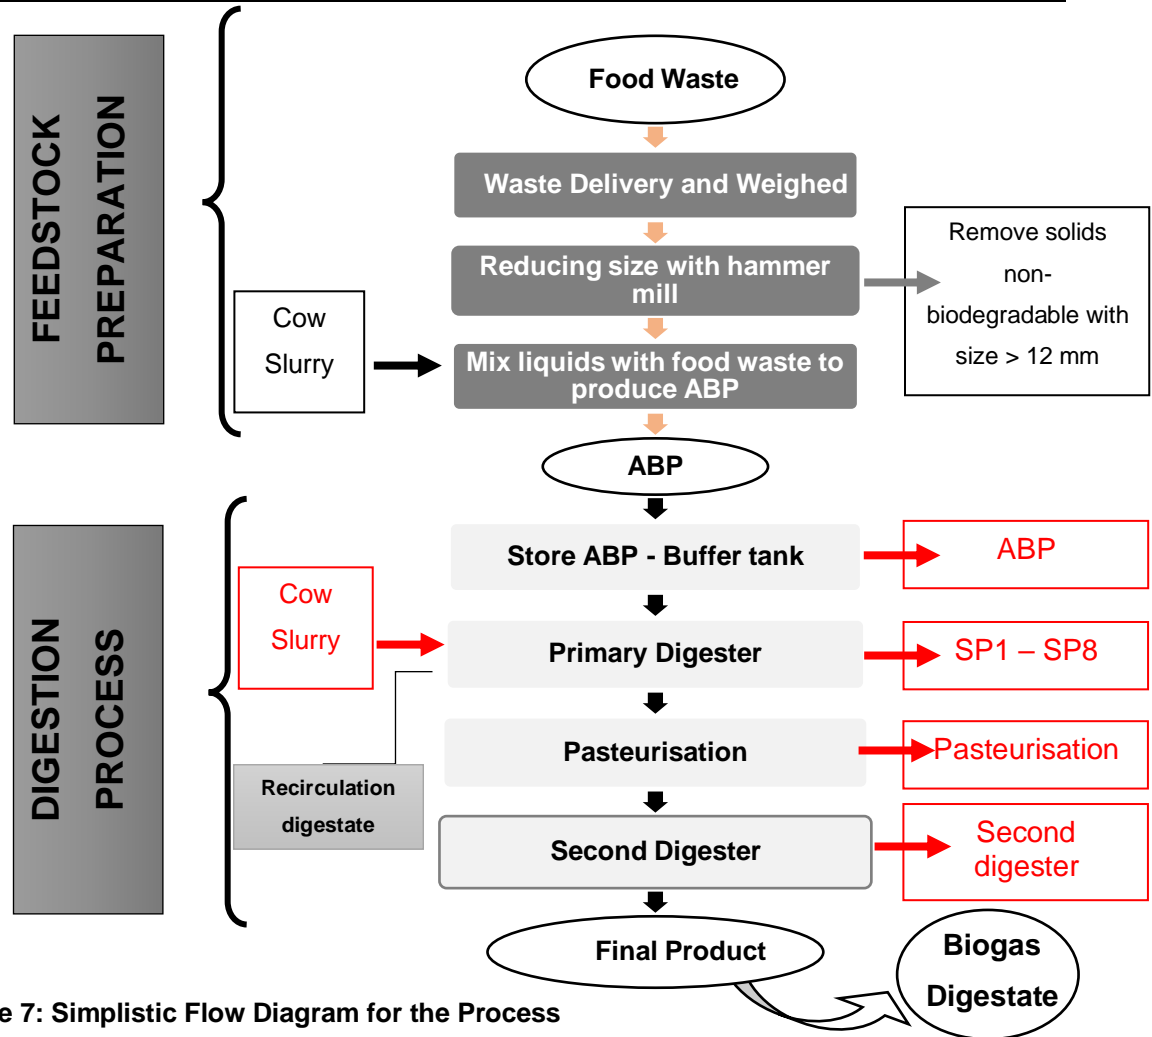 FEEDSTOCK
PREPARATION
Food Waste
Waste Delivery and Weighed
Reducing size with hammer
mill
Remove solids
non-
biodegradable with
size > 12 mm
Cow
Slurry
Mix liquids with food waste to
produce ABP
ABP
DIGESTION
PROCESS
Store ABP - Buffer tank
ABP
Cow
Slurry
Primary Digester
SP1 – SP8
Recirculation
digestate
Pasteurisation
Pasteurisation
Second Digester
Second
digester
Final Product
Biogas
Digestate
e 7: Simplistic Flow Diagram for the Process